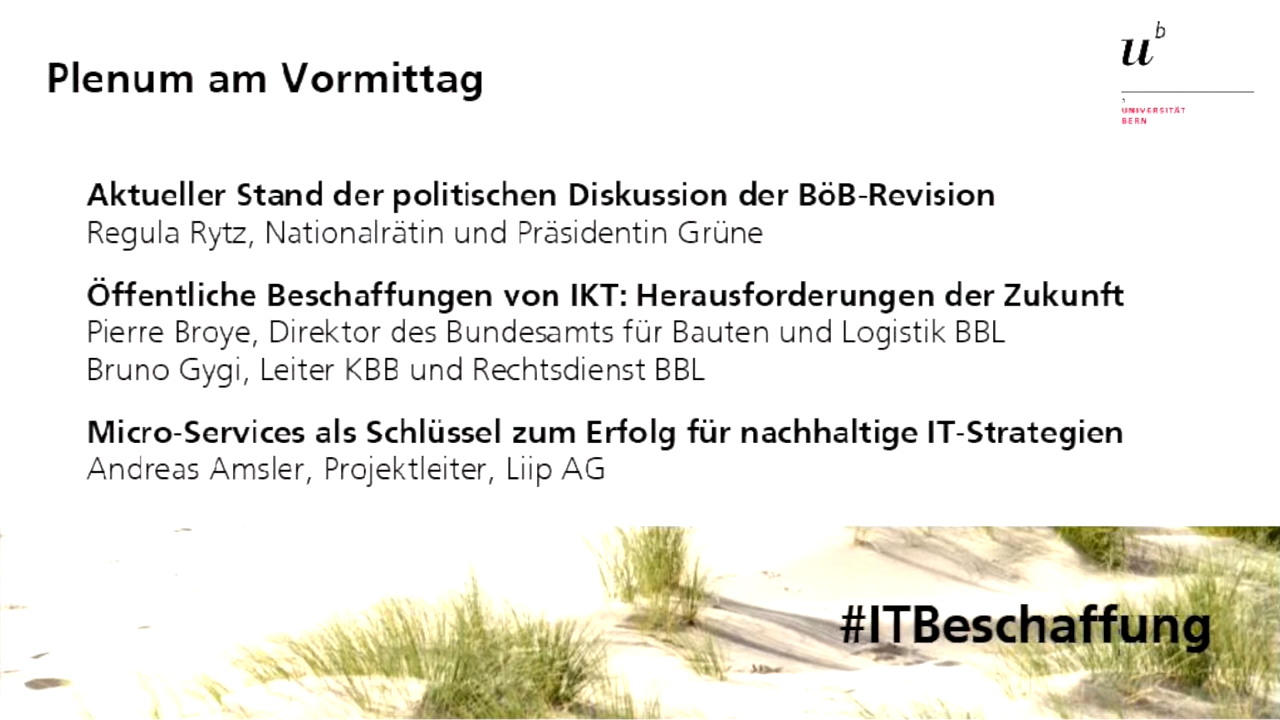 Plenum am Vormittag
u
b
UNIVERSITÄT
BERN
Aktueller Stand der politischen Diskussion der BöB-Revision
Regula Rytz, Nationalrätin und Präsidentin Grüne
Öffentliche Beschaffungen von IKT: Herausforderungen der Zukunft
Pierre Broye, Direktor des Bundesamts für Bauten und Logistik BBL
Bruno Gygi, Leiter KBB und Rechtsdienst BBL
Micro-Services als Schlüssel zum Erfolg für nachhaltige IT-Strategien
Andreas Amsler, Projektleiter, Liip AG
#ITBeschaffung